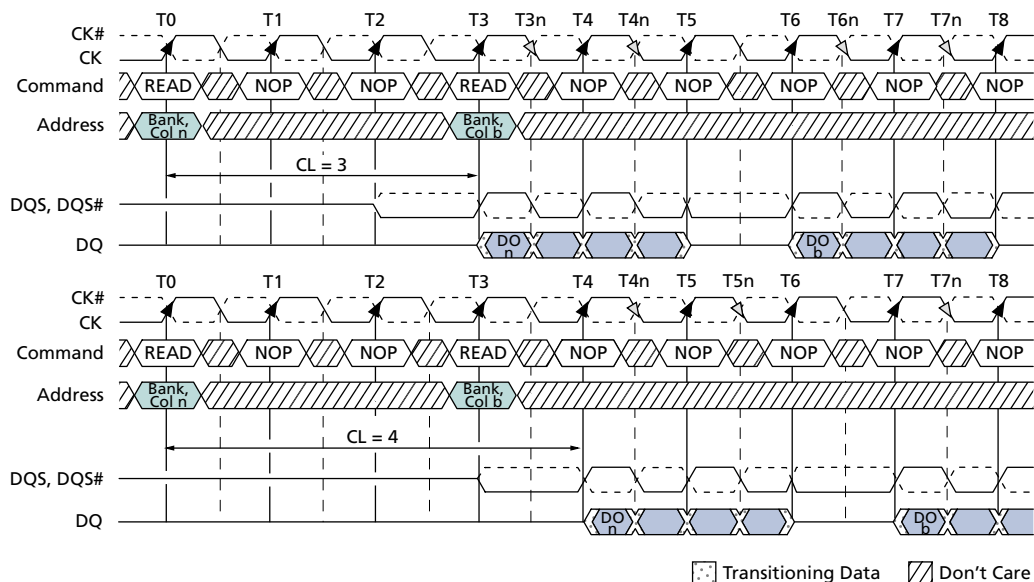 T0 T1 T2 T3 T3n T4 T4n T5 T6 T6n T7 T7n T8
CK#
CK
Command READ NOP NOP READ NOP NOP NOP NOP NOP
Address Bank, Col n Bank, Col b
CL = 3
DQS, DQS#
DQ DO n DO b
T0 T1 T2 T3 T4 T4n T5 T5n T6 T7 T7n T8
CK#
CK
Command READ NOP NOP READ NOP NOP NOP NOP NOP
Address Bank, Col n Bank, Col b
CL = 4
DQS, DQS#
DQ DO n DO b
Transitioning Data Don't Care